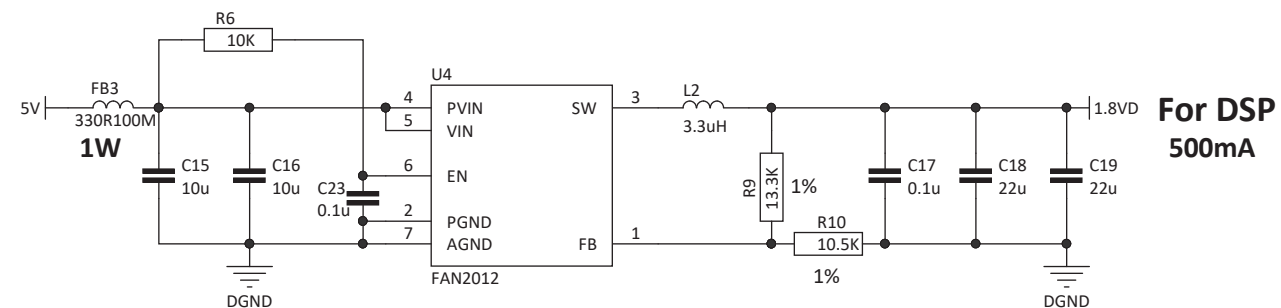 R6
10K
U4
FB3
5V
330R100M
1W
4
PVIN
SW
3
L2
3.3uH
1.8VD
For DSP
500mA
5
VIN
C15
10u
C16
10u
6
EN
C23
0.1u
R9
13.3K
1%
C17
0.1u
C18
22u
C19
22u
2
PGND
7
AGND
FB
1
R10
10.5K
1%
FAN2012
DGND
DGND